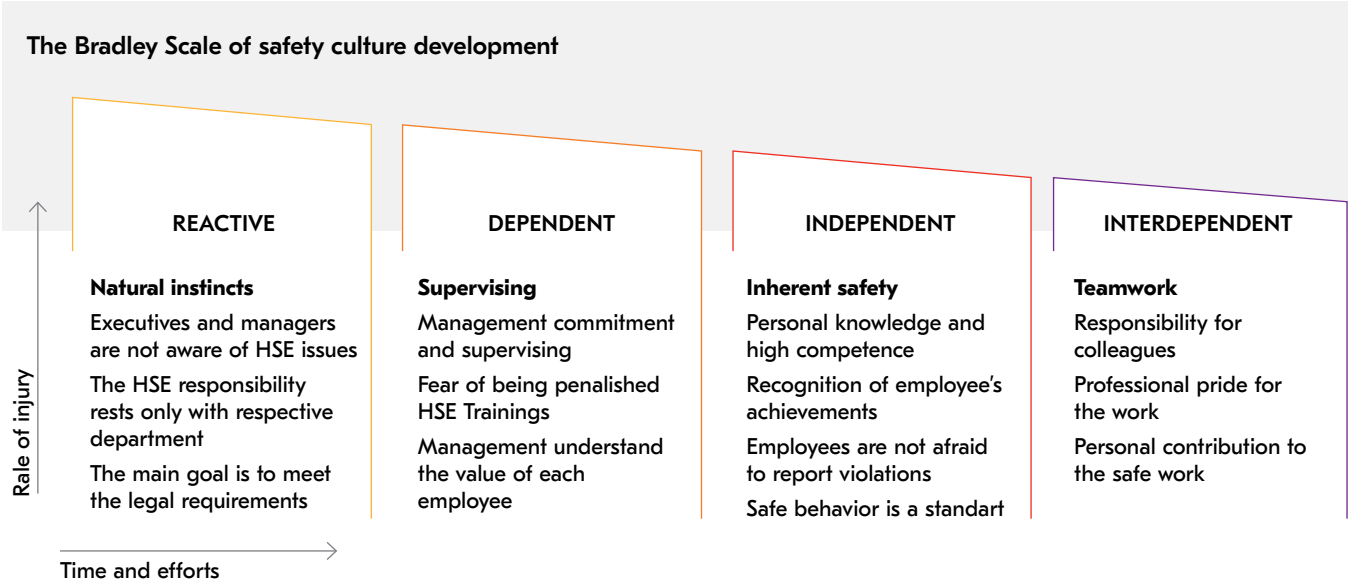 The Bradley Scale of safety culture development
REACTIVE
Natural instincts
Executives and managers
are not aware of HSE issues
The HSE responsibility
rests only with respective
department
The main goal is to meet
the legal requirements
DEPENDENT
Supervising
Management commitment
and supervising
Fear of being penalished
HSE Trainings
Management understand
the value of each
employee
INDEPENDENT
Inherent safety
Personal knowledge and
high competence
Recognition of employee’s
achievements
Employees are not afraid
to report violations
Safe behavior is a standart
INTERDEPENDENT
Teamwork
Responsibility for
colleagues
Professional pride for
the work
Personal contribution to
the safe work
Rale of injury
Time and efforts